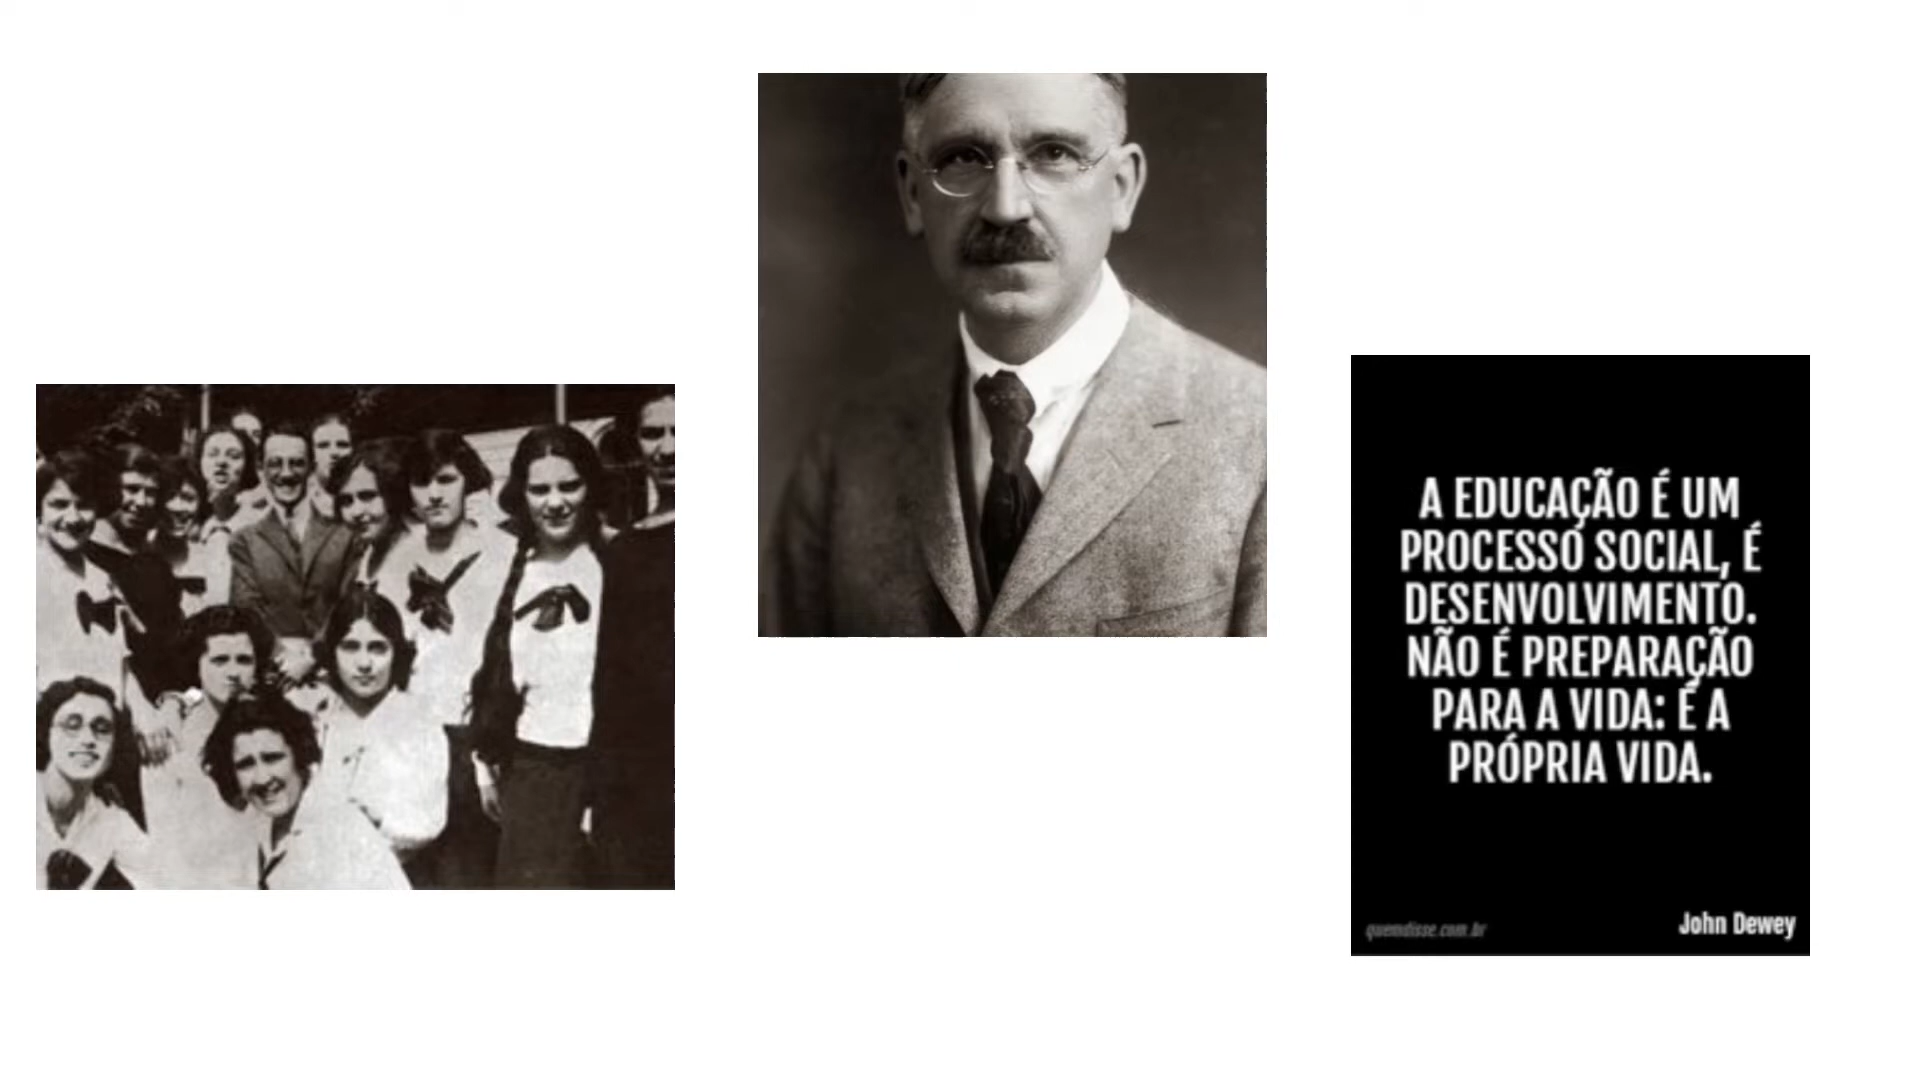 A EDUCAÇÃO É UM
PROCESSO SOCIAL, É
DESENVOLVIMENTO.
NÃO É PREPARAÇÃO
PARA A VIDA: É A
PRÓPRIA VIDA.
quemdisse.com.br
John Dewey